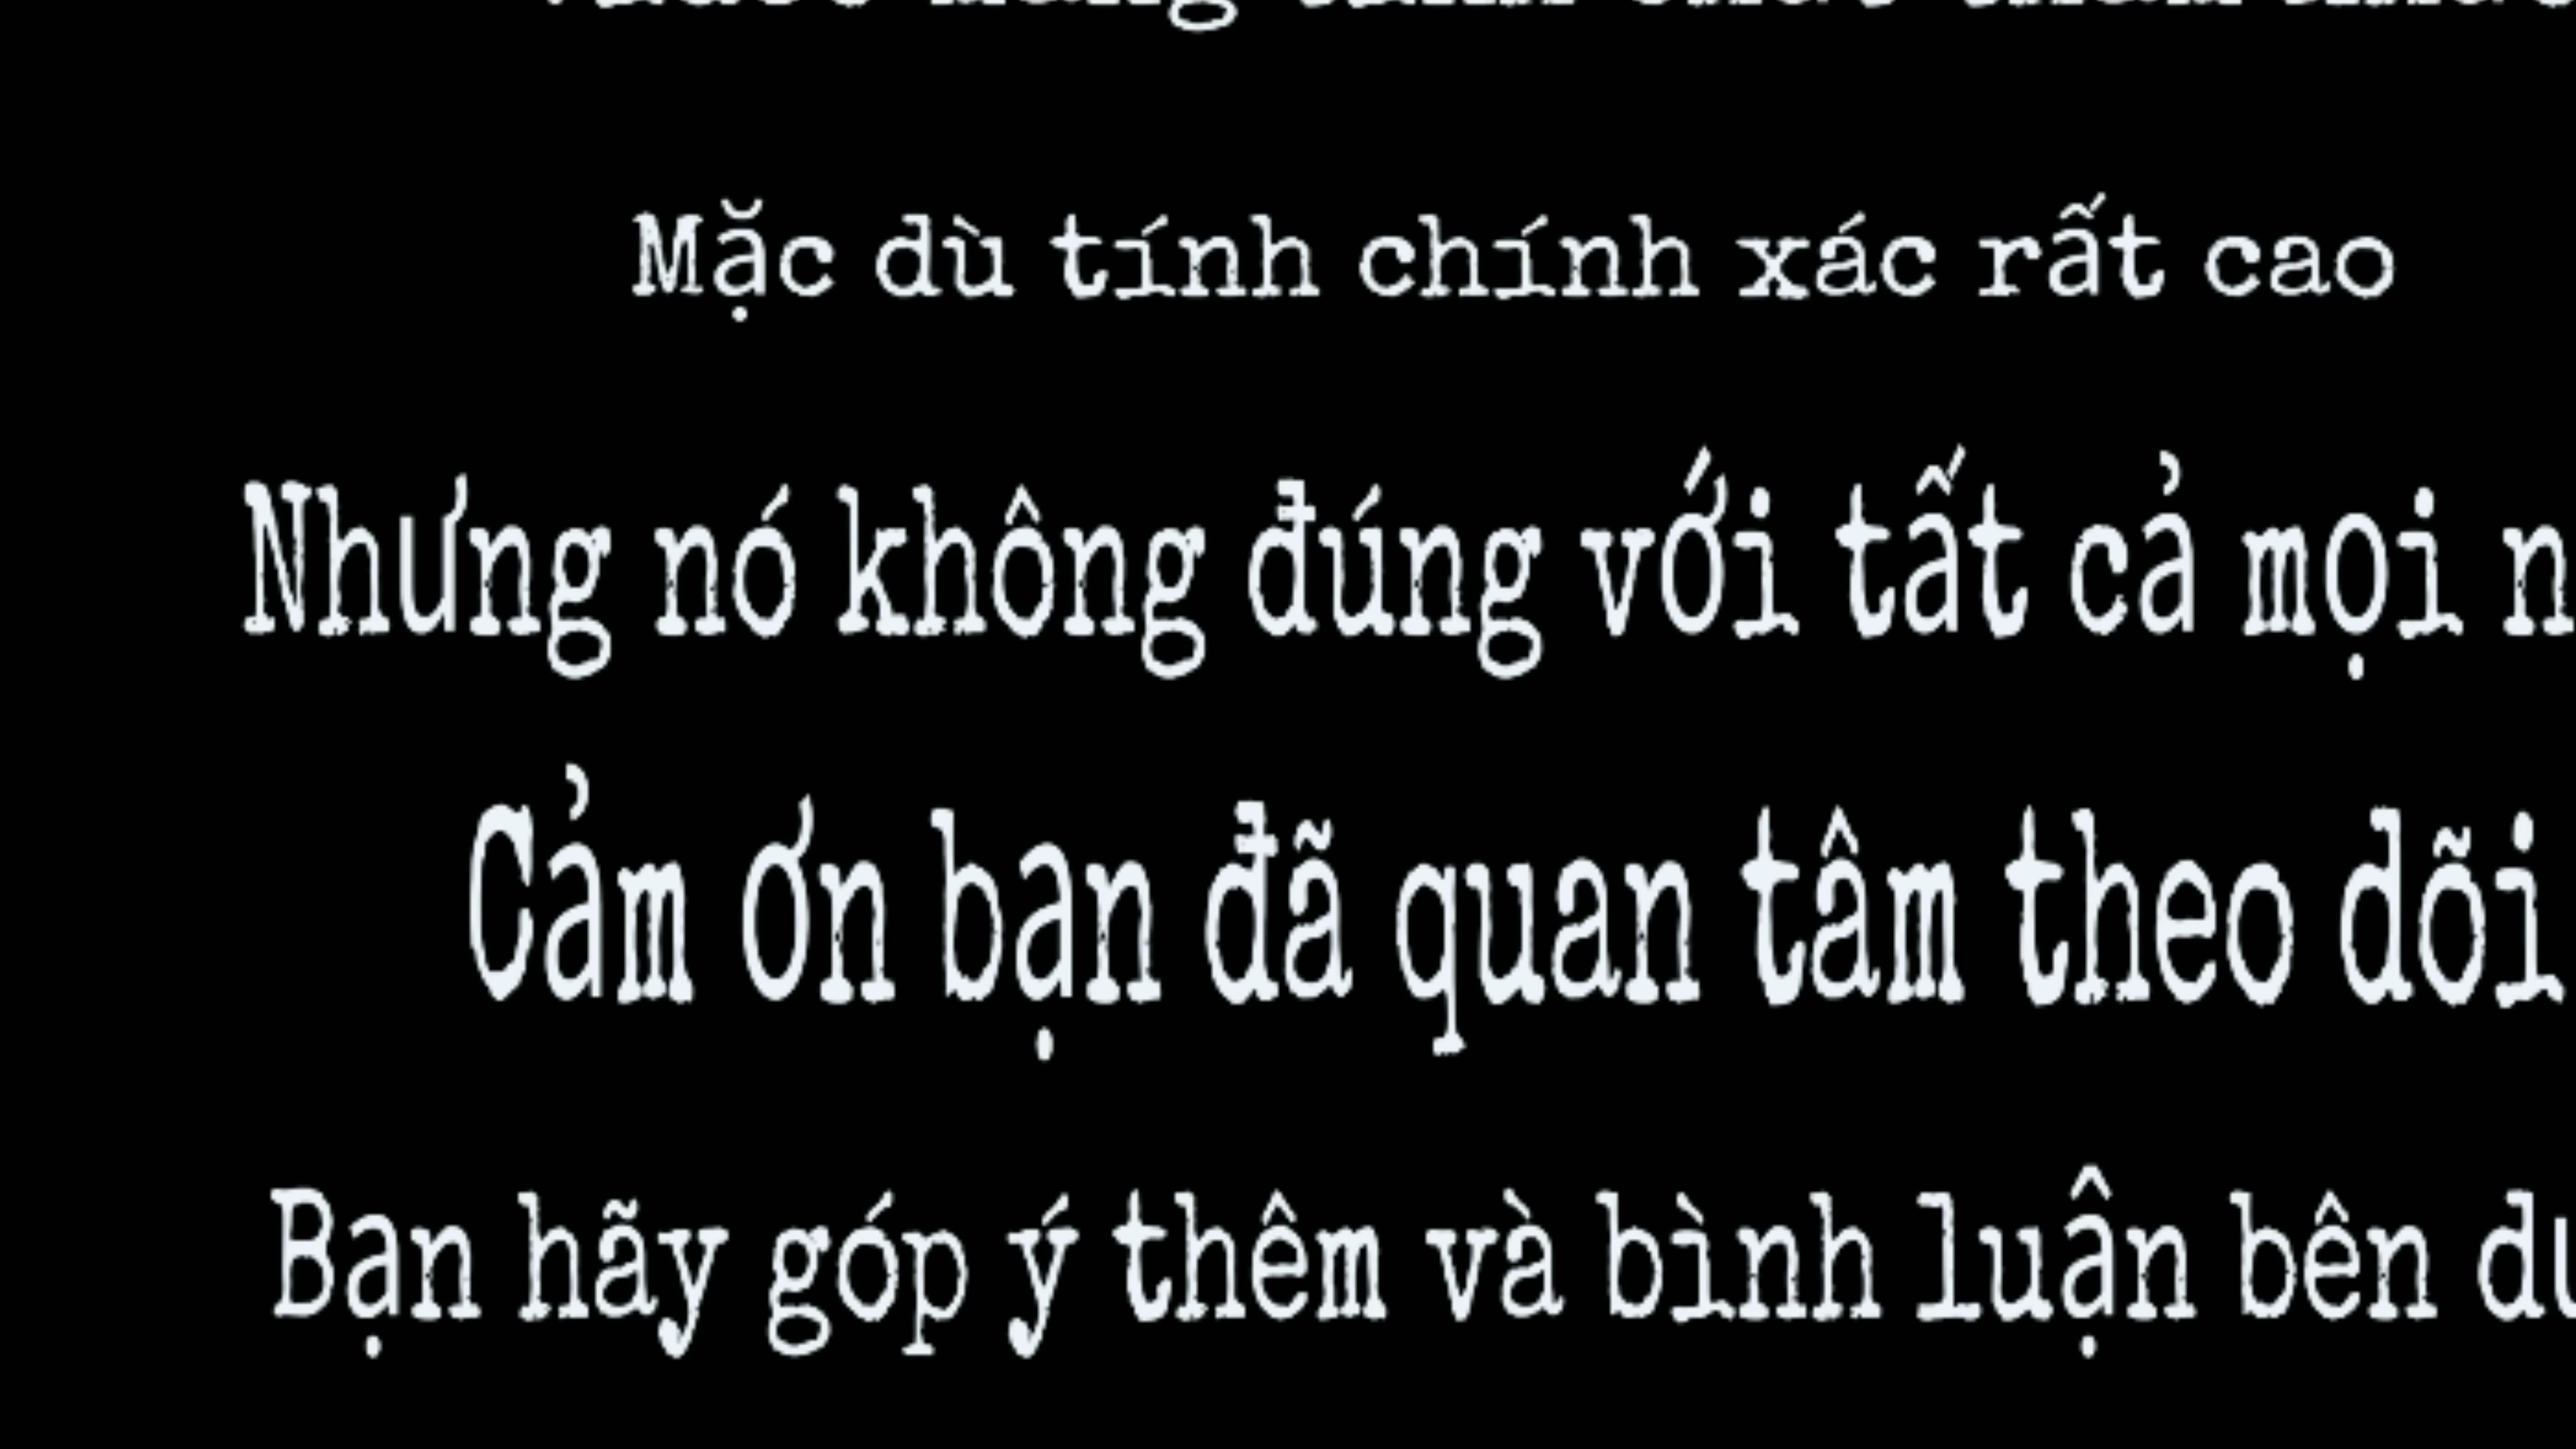 Mặc dù tính chính xác rất cao
Nhưng nó không đúng với tất cả mọi
Cảm ơn bạn đã quan tâm theo dõi
Bạn hãy góp ý thêm và bình luận bên